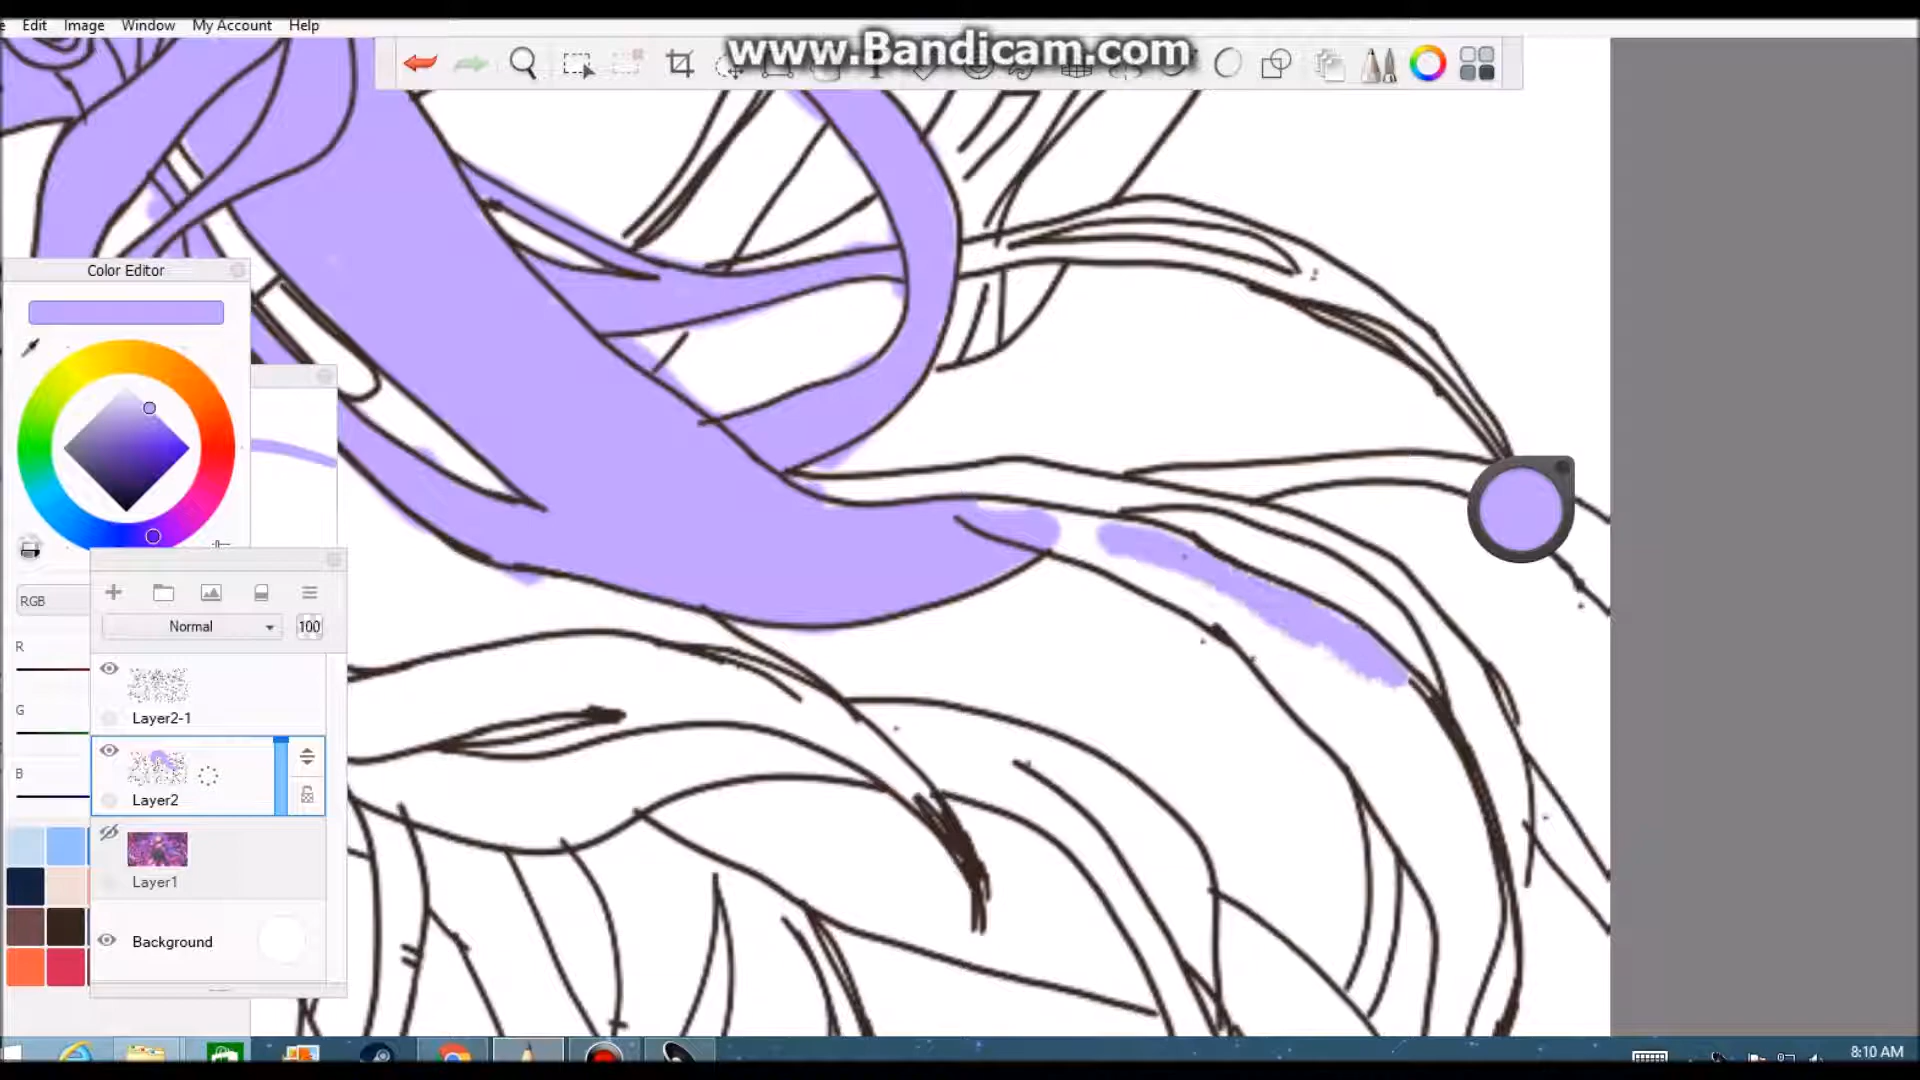 Edit Image Window My Account Help
www.Bandicam.com
Color Editor
RGB
Normal 100
R
Layer2-1
G
B
Layer2
Layer1
Background
8:10 AM